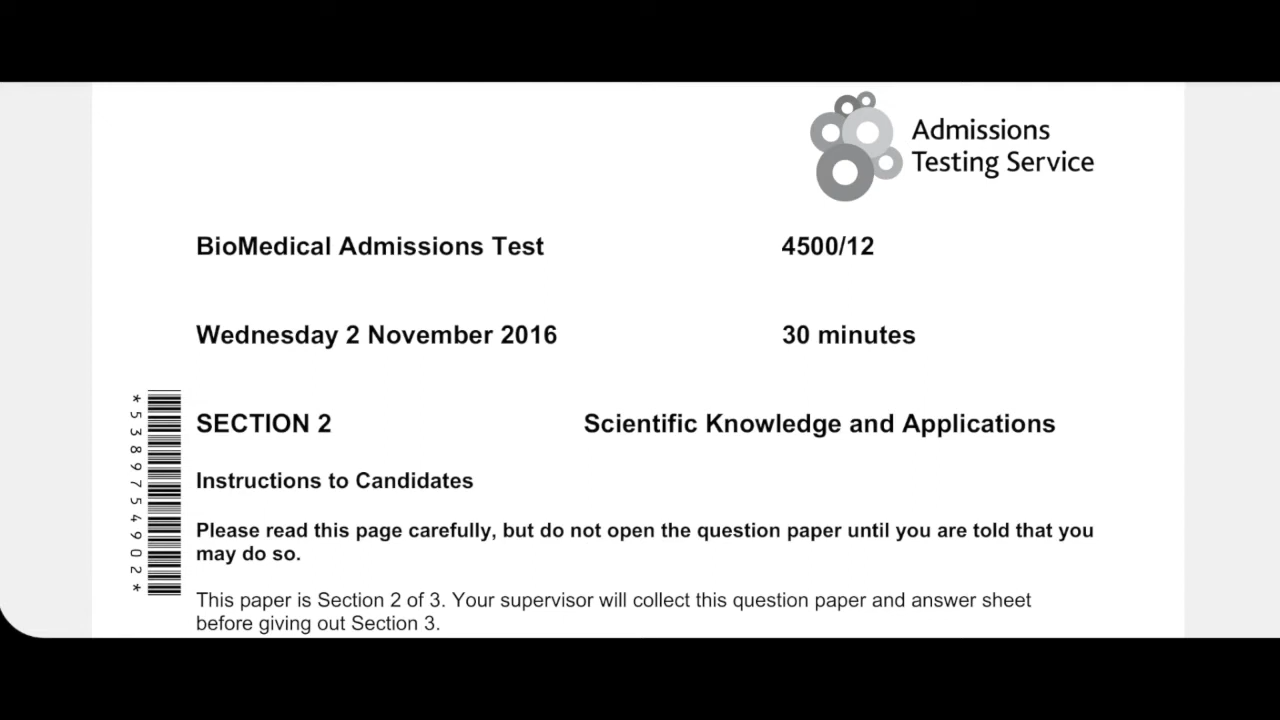 Admissions
Testing Service
BioMedical Admissions Test 4500/12
Wednesday 2 November 2016 30 minutes
*5389754902*
SECTION 2 Scientific Knowledge and Applications
Instructions to Candidates
Please read this page carefully, but do not open the question paper until you are told that you
may do so.
This paper is Section 2 of 3. Your supervisor will collect this question paper and answer sheet
before giving out Section 3.